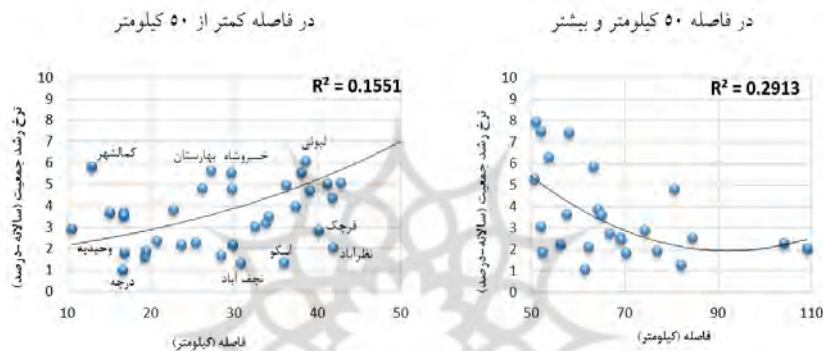 در فاصله ۵۰ کیلومتر و بیشتر
در فاصله کمتر از ۵۰ کیلومتر
R² = 0.1551
نرخ رشد جمعیت (سالانه-درصد)
10
9
8
7
6
5
4
3
2
1
0
لپوئی
خسروشاه
بهارستان
کمالشهر
قرچک
نظرآباد
وحیدیه
اسکو
نجف آباد
درچه
10 20 30 40 50
فاصله (کیلومتر)
R² = 0.2913
نرخ رشد جمعیت (سالانه-درصد)
10
9
8
7
6
5
4
3
2
1
0
50 70 90 110
فاصله (کیلومتر)